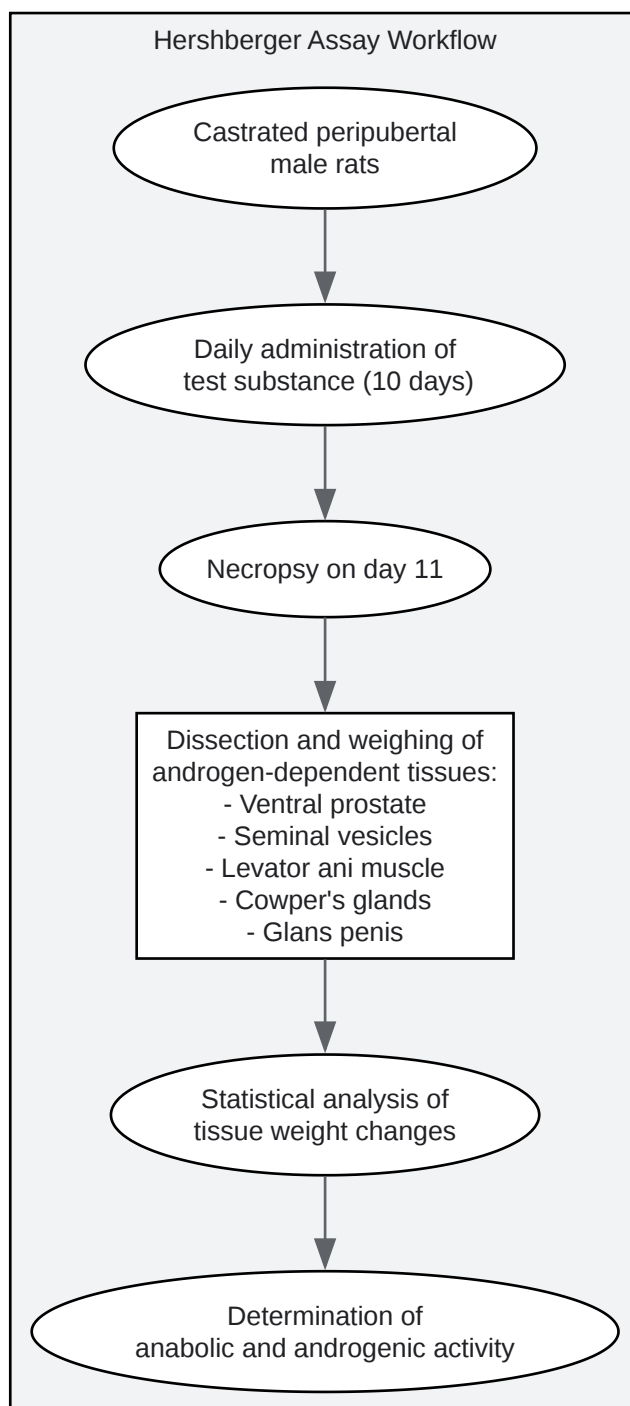 Hershberger Assay Workflow
Castrated peripubertal
male rats
Daily administration of
test substance (10 days)
Necropsy on day 11
Dissection and weighing of
androgen-dependent tissues:
- Ventral prostate
- Seminal vesicles
- Levator ani muscle
- Cowper's glands
- Glans penis
Statistical analysis of
tissue weight changes
Determination of
anabolic and androgenic activity